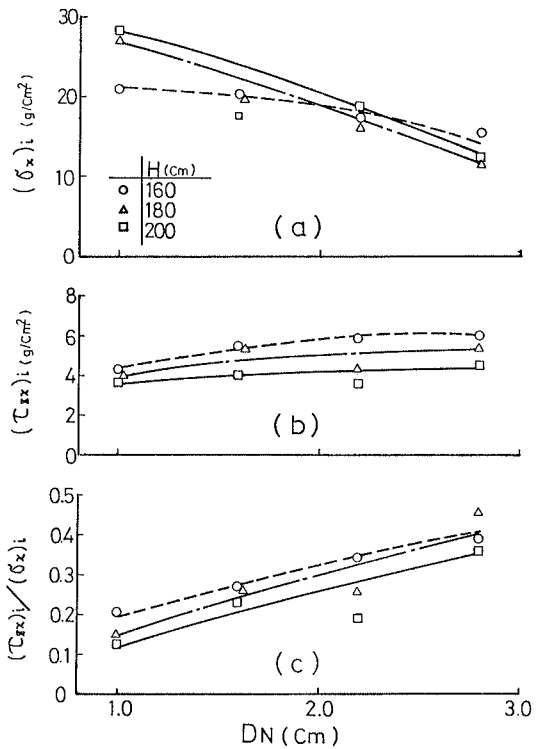 30
20
10
0
(σx)i (g/cm²)
H (cm)
○ 160
△ 180
□ 200
(a)
8
6
4
2
0
(τzx)i (g/cm²)
(b)
0.5
0.4
0.3
0.2
0.1
0
(τzx)i/(σx)i
(c)
1.0 2.0 3.0
DN (cm)